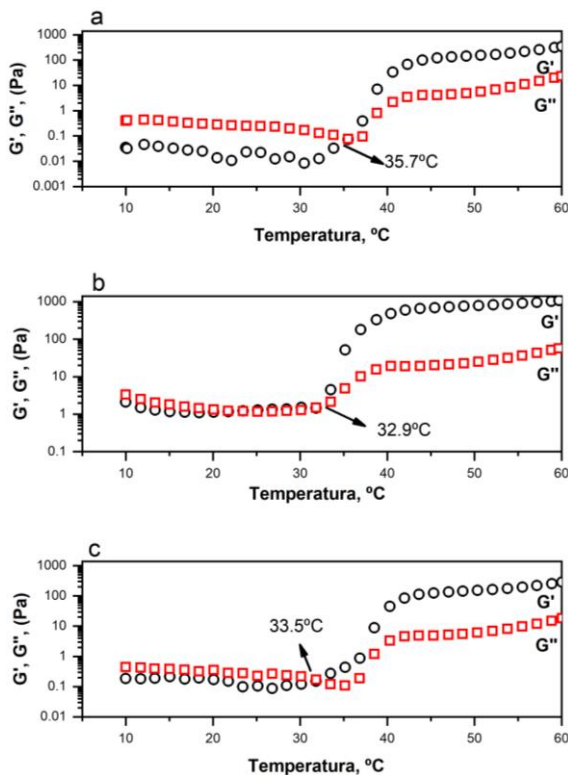 a
1000
100
10
1
0.1
0.01
0.001
G', G'', (Pa)
G'
G''
35.7ºC
10 20 30 40 50 60
Temperatura, ºC
b
1000
100
10
1
0.1
G', G'', (Pa)
G'
G''
32.9ºC
10 20 30 40 50 60
Temperatura, ºC
c
1000
100
10
1
0.1
0.01
G', G'', (Pa)
G'
G''
33.5ºC
10 20 30 40 50 60
Temperatura, ºC